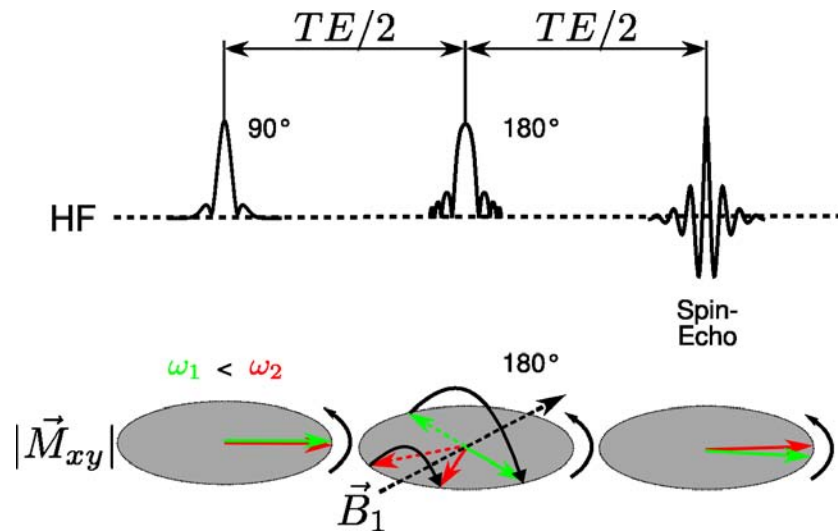 TE/2 TE/2
90° 180°
HF
Spin-
Echo
ω₁ < ω₂ 180°
|M⃗xy|
B⃗₁